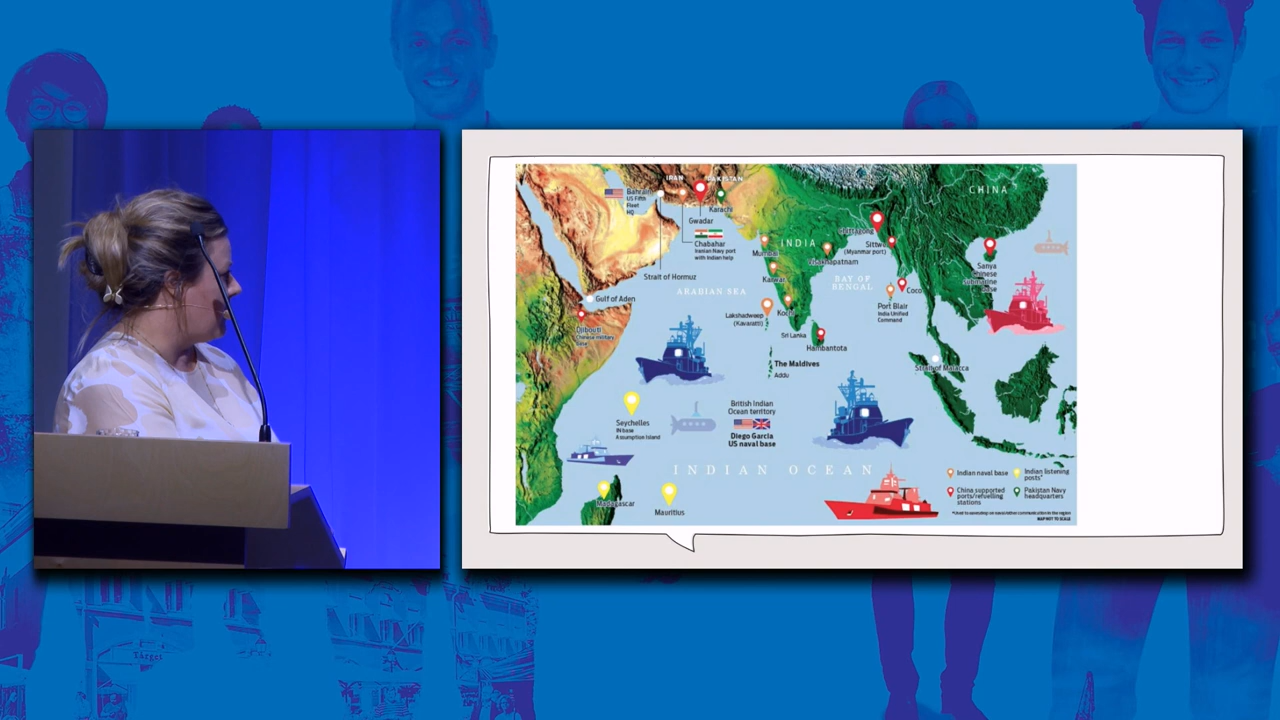 IRAN
PAKISTAN
CHINA
Bahrain
US Fifth
Fleet
HQ
Karachi
Gwadar
Chabahar
Iranian Navy port
with Indian help
Strait of Hormuz
INDIA
Mumbai
Visakhapatnam
Karwar
Chittagong
Sittwe
(Myanmar port)
Sanya
Chinese
submarine
base
ARABIAN SEA
BAY OF
BENGAL
Gulf of Aden
Djibouti
Chinese military
base
Lakshadweep
(Kavaratti)
Kochi
Port Blair
India Unified
Command
Coco
Sri Lanka
Hambantota
The Maldives
Addu
Strait of Malacca
Seychelles
IN base
Assumption Island
British Indian
Ocean territory
Diego Garcia
US naval base
INDIAN OCEAN
Madagascar
Mauritius
Indian naval base
Indian listening
posts*
China supported
ports/refuelling
stations
Pakistan Navy
headquarters
MAP NOT TO SCALE
Target